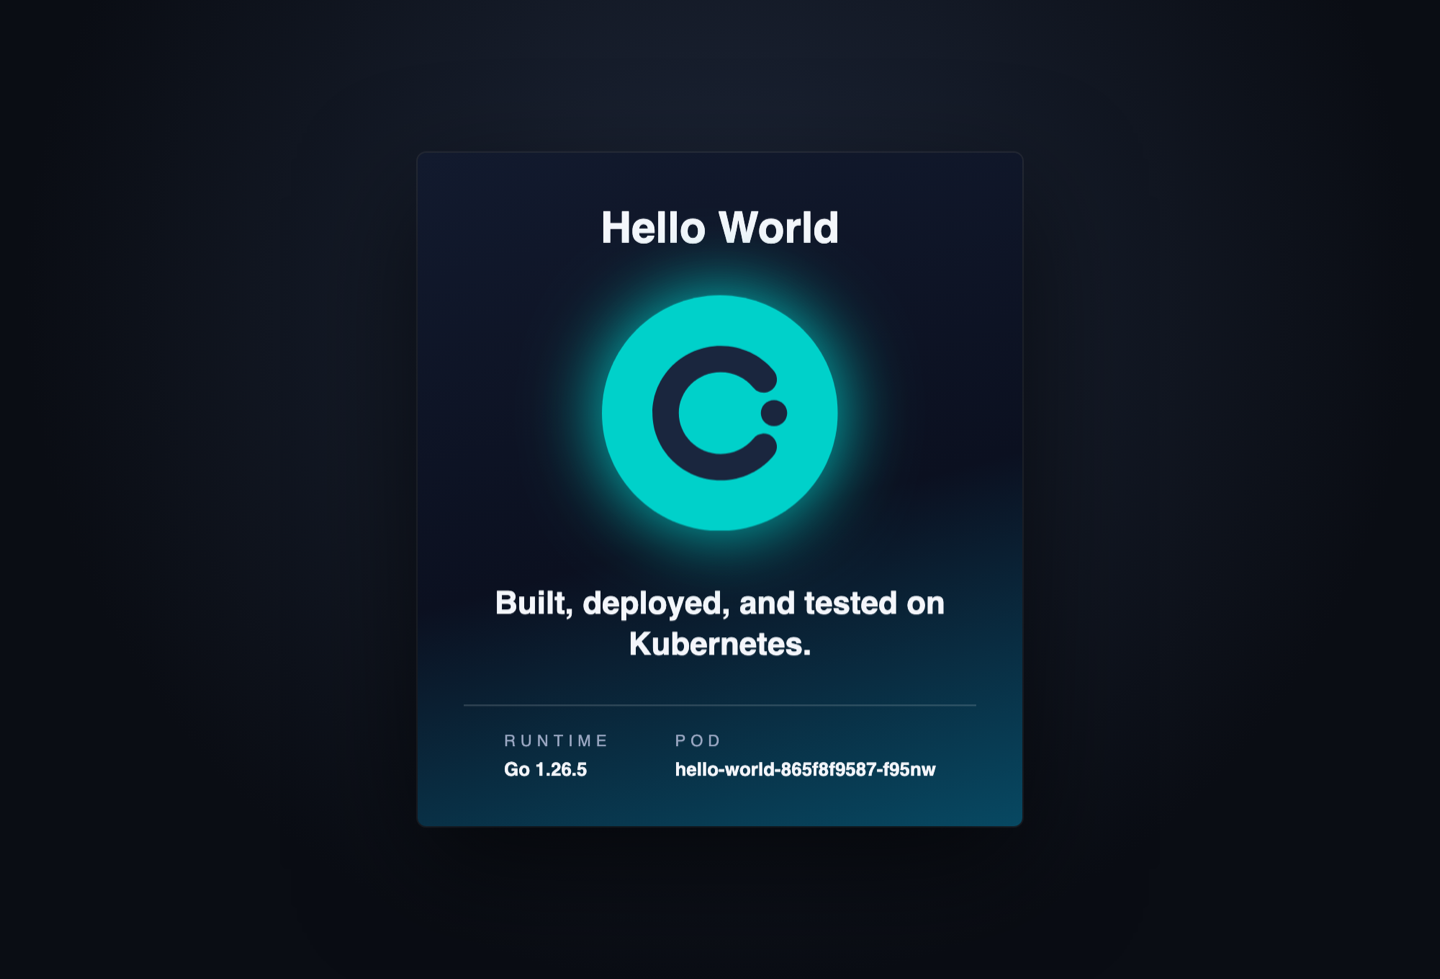 Hello World
Built, deployed, and tested on
Kubernetes.
RUNTIME
Go 1.26.5
POD
hello-world-865f8f9587-f95nw